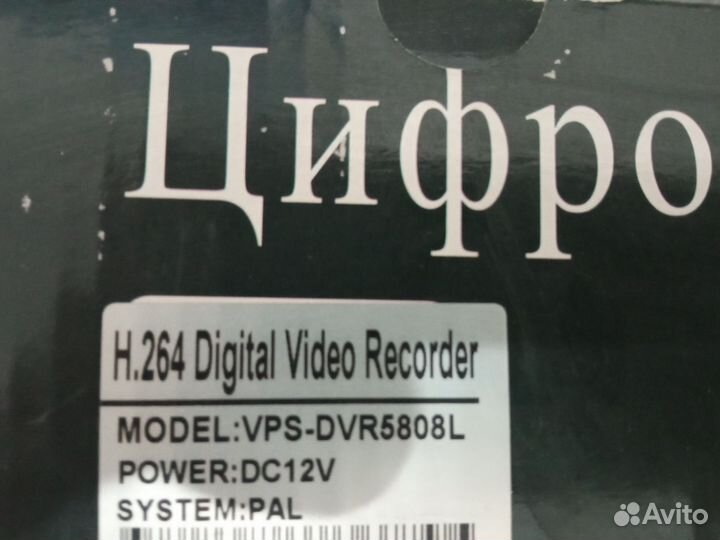 Цифро
H.264 Digital Video Recorder
MODEL:VPS-DVR5808L
POWER:DC12V
SYSTEM:PAL
Avito